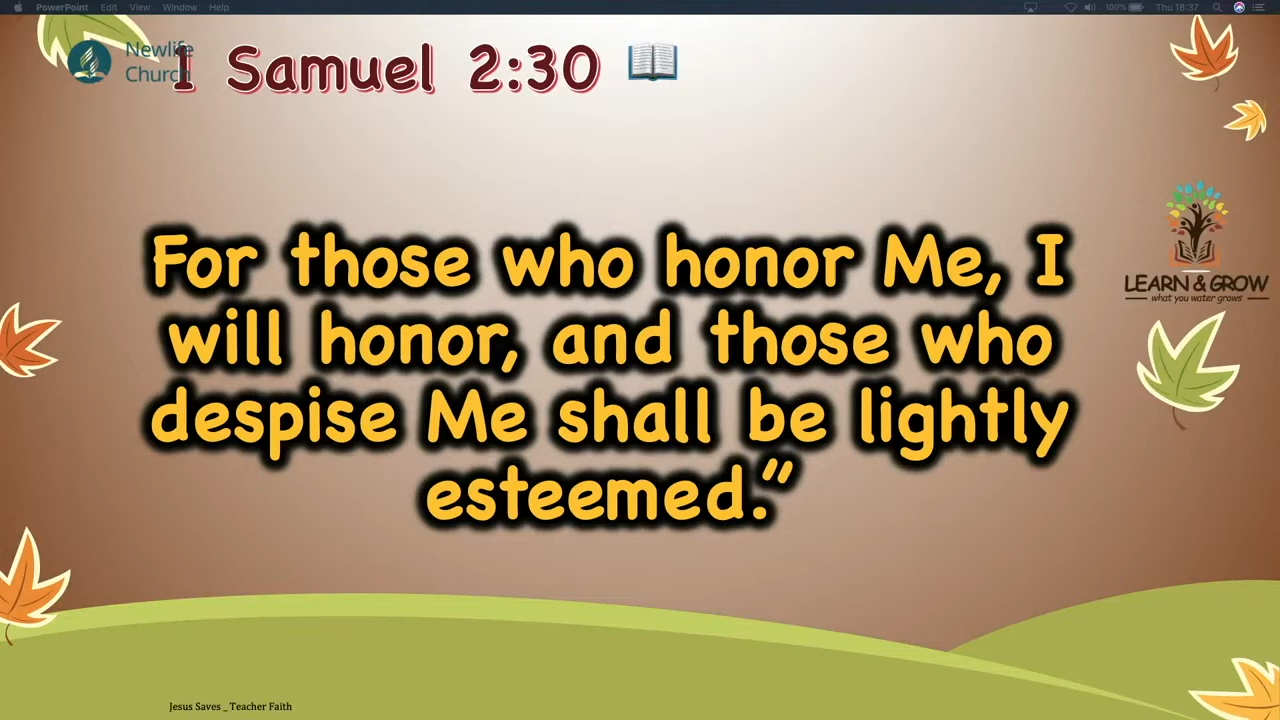 PowerPoint Edit View Window Help
100% Thu 18:37
Newlife
Church
1 Samuel 2:30
For those who honor Me, I
will honor, and those who
despise Me shall be lightly
esteemed.”
LEARN & GROW
what you water grows
Jesus Saves _ Teacher Faith